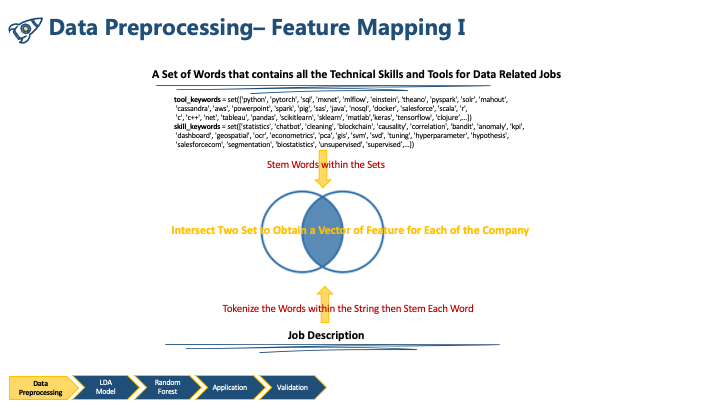 Data Preprocessing– Feature Mapping I
A Set of Words that contains all the Technical Skills and Tools for Data Related Jobs
tool_keywords = set(['python', 'pytorch', 'sql', 'mxnet', 'mlflow', 'einstein', 'theano', 'pyspark', 'solr', 'mahout',
'cassandra', 'aws', 'powerpoint', 'spark', 'pig', 'sas', 'java', 'nosql', 'docker', 'salesforce', 'scala', 'r',
'c', 'c++', 'net', 'tableau', 'pandas', 'scikitlearn', 'sklearn', 'matlab','keras', 'tensorflow', 'clojure',...])
skill_keywords = set(['statistics', 'chatbot', 'cleaning', 'blockchain', 'causality', 'correlation', 'bandit', 'anomaly', 'kpi',
'dashboard', 'geospatial', 'ocr', 'econometrics', 'pca', 'gis', 'svm', 'svd', 'tuning', 'hyperparameter', 'hypothesis',
'salesforcecom', 'segmentation', 'biostatistics', 'unsupervised', 'supervised',...])
Stem Words within the Sets
Intersect Two Set to Obtain a Vector of Feature for Each of the Company
Tokenize the Words within the String then Stem Each Word
Job Description
Data
Preprocessing
LDA
Model
Random
Forest
Application
Validation